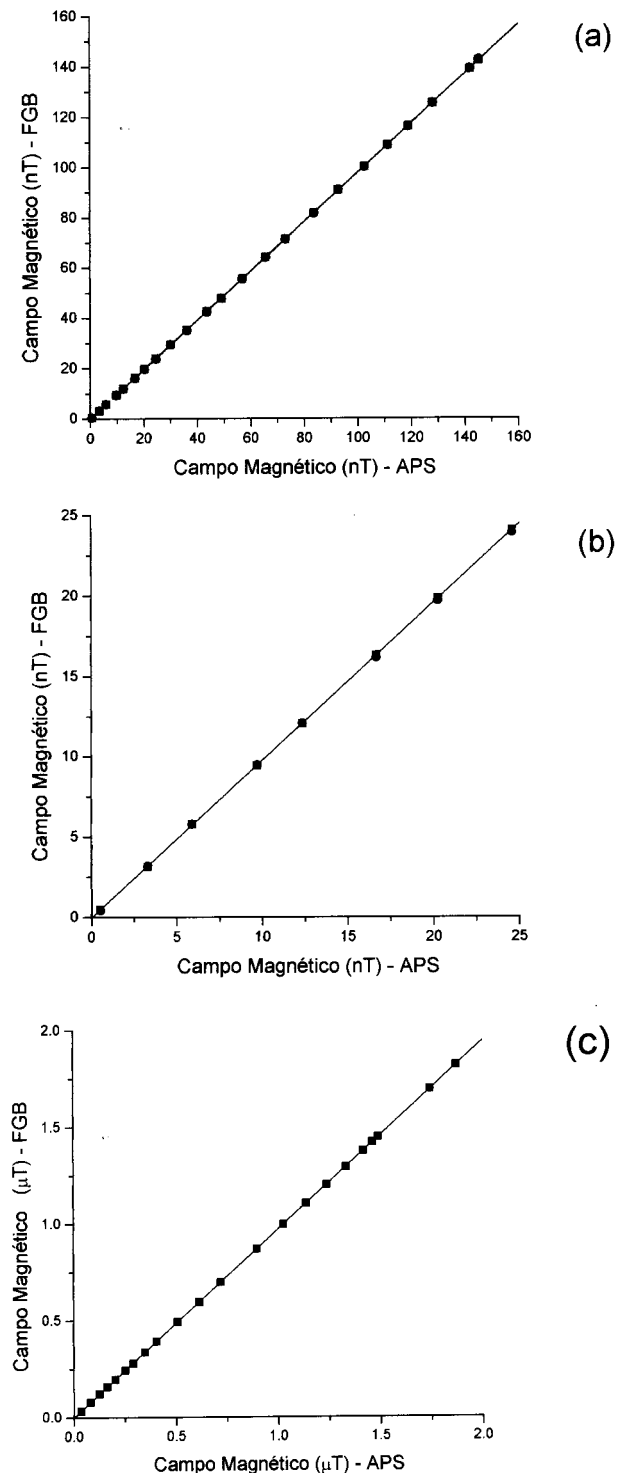 (a)
Campo Magnético (nT) - FGB
140
120
100
80
60
40
20
0
0 20 40 60 80 100 120 140 160
Campo Magnético (nT) - APS
(b)
Campo Magnético (nT) - FGB
25
20
15
10
5
0
0 5 10 15 20 25
Campo Magnético (nT) - APS
(c)
Campo Magnético (μT) - FGB
2.0
1.5
1.0
0.5
0.0
0.0 0.5 1.0 1.5 2.0
Campo Magnético (μT) - APS